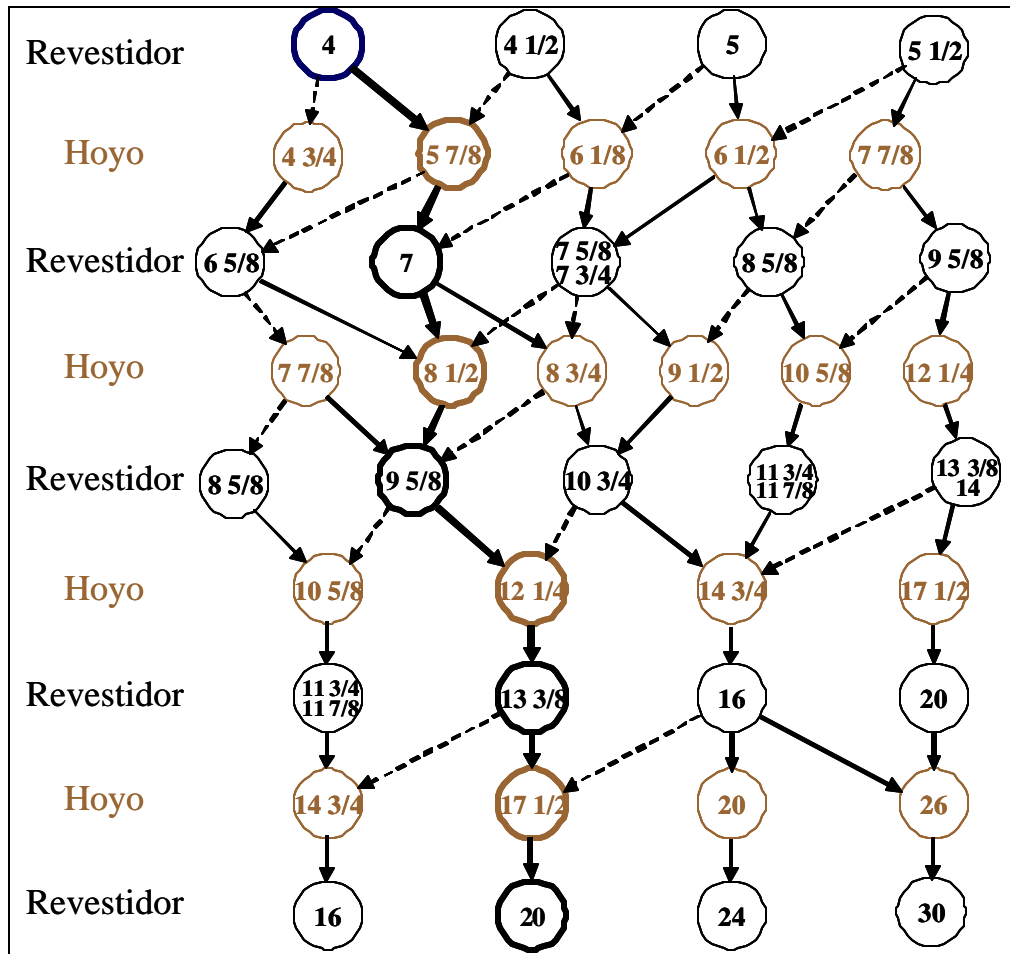 Revestidor 4 4 1/2 5 5 1/2
Hoyo 4 3/4 5 7/8 6 1/8 6 1/2 7 7/8
Revestidor 6 5/8 7 7 5/8 8 5/8 9 5/8
7 3/4
Hoyo 7 7/8 8 1/2 8 3/4 9 1/2 10 5/8 12 1/4
Revestidor 8 5/8 9 5/8 10 3/4 11 3/4 13 3/8
11 7/8 14
Hoyo 10 5/8 12 1/4 14 3/4 17 1/2
Revestidor 11 3/4 13 3/8 16 20
11 7/8
Hoyo 14 3/4 17 1/2 20 26
Revestidor 16 20 24 30